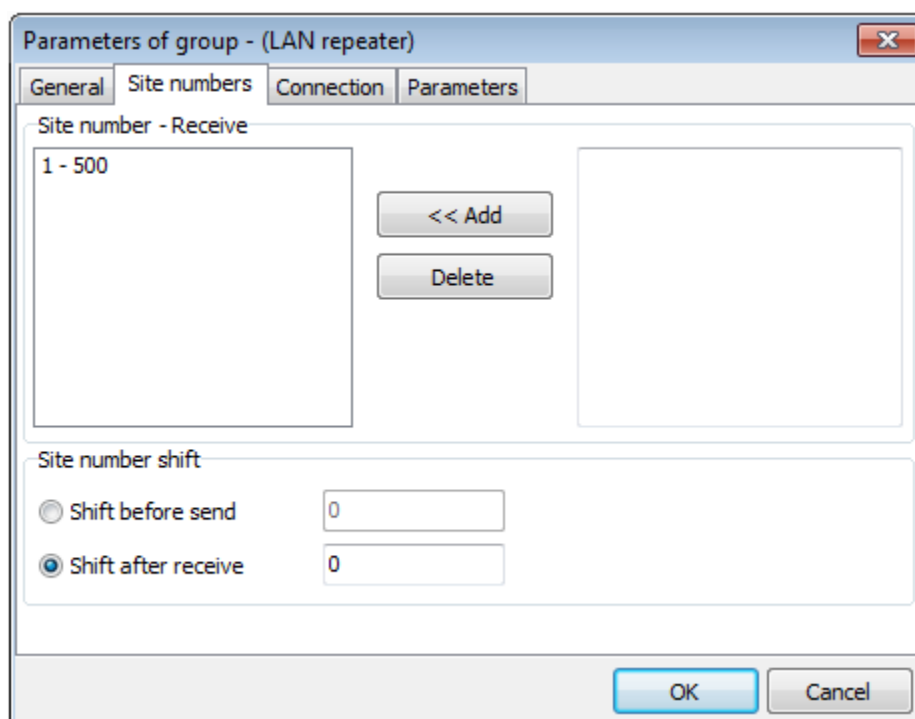 Parameters of group - (LAN repeater)
General Site numbers Connection Parameters
Site number - Receive
1 - 500
<< Add
Delete
Site number shift
Shift before send 0
Shift after receive 0
OK Cancel